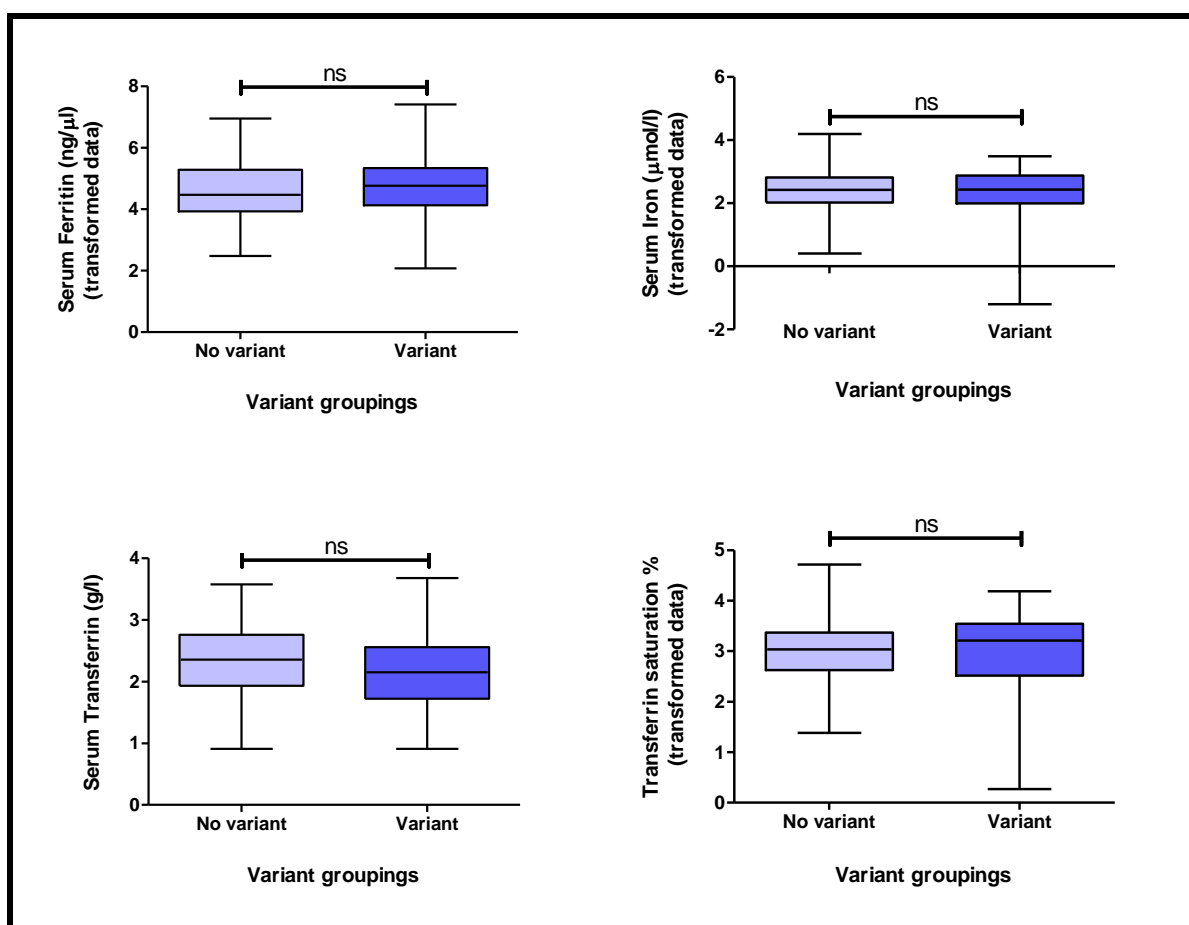 ns
Serum Ferritin (ng/µl)
(transformed data)
8
6
4
2
0
No variant Variant
Variant groupings
ns
Serum Iron (µmol/l)
(transformed data)
6
4
2
0
-2
No variant Variant
Variant groupings
ns
Serum Transferrin (g/l)
4
3
2
1
0
No variant Variant
Variant groupings
ns
Transferrin saturation %
(transformed data)
5
4
3
2
1
0
No variant Variant
Variant groupings